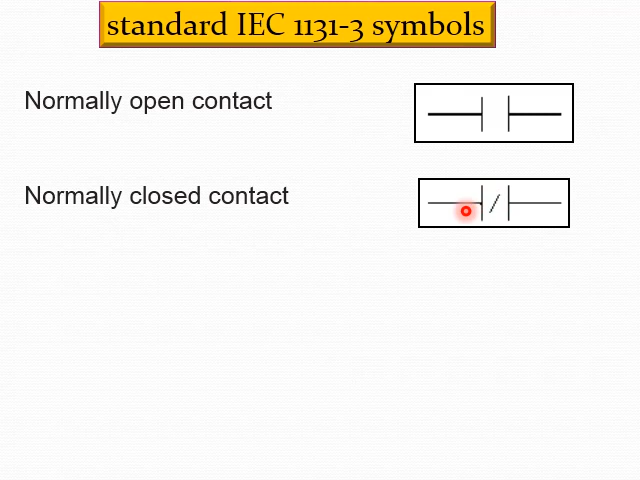 standard IEC 1131-3 symbols
Normally open contact
Normally closed contact